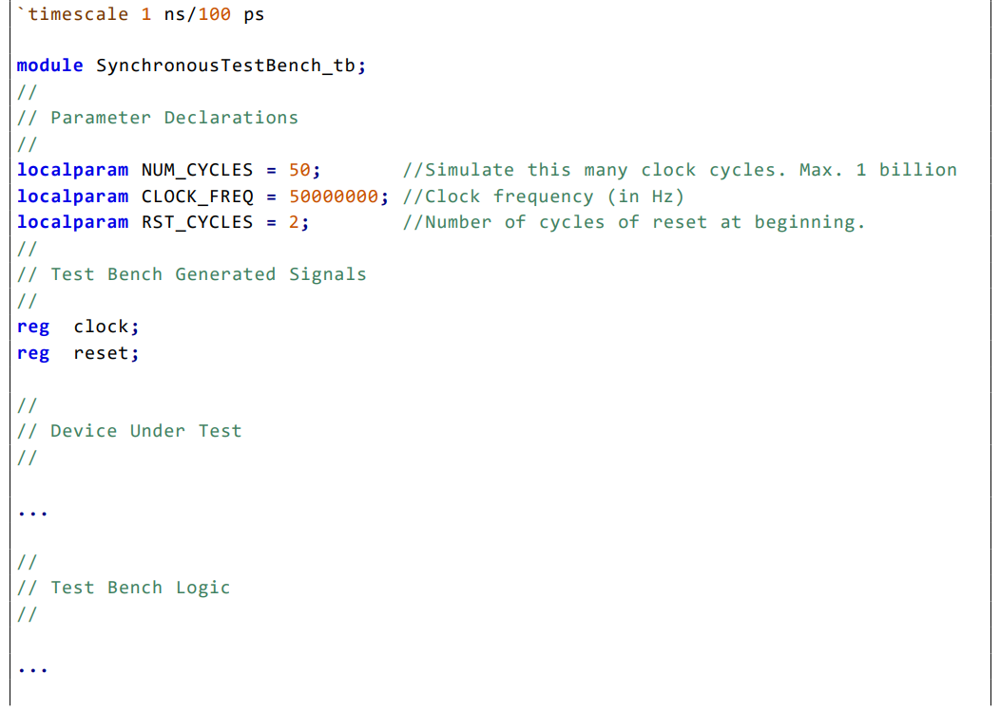 `timescale 1 ns/100 ps
module SynchronousTestBench_tb;
//
// Parameter Declarations
//
localparam NUM_CYCLES = 50;       //Simulate this many clock cycles. Max. 1 billion
localparam CLOCK_FREQ = 50000000; //Clock frequency (in Hz)
localparam RST_CYCLES = 2;        //Number of cycles of reset at beginning.
//
// Test Bench Generated Signals
//
reg  clock;
reg  reset;
//
// Device Under Test
//
...
//
// Test Bench Logic
//
...